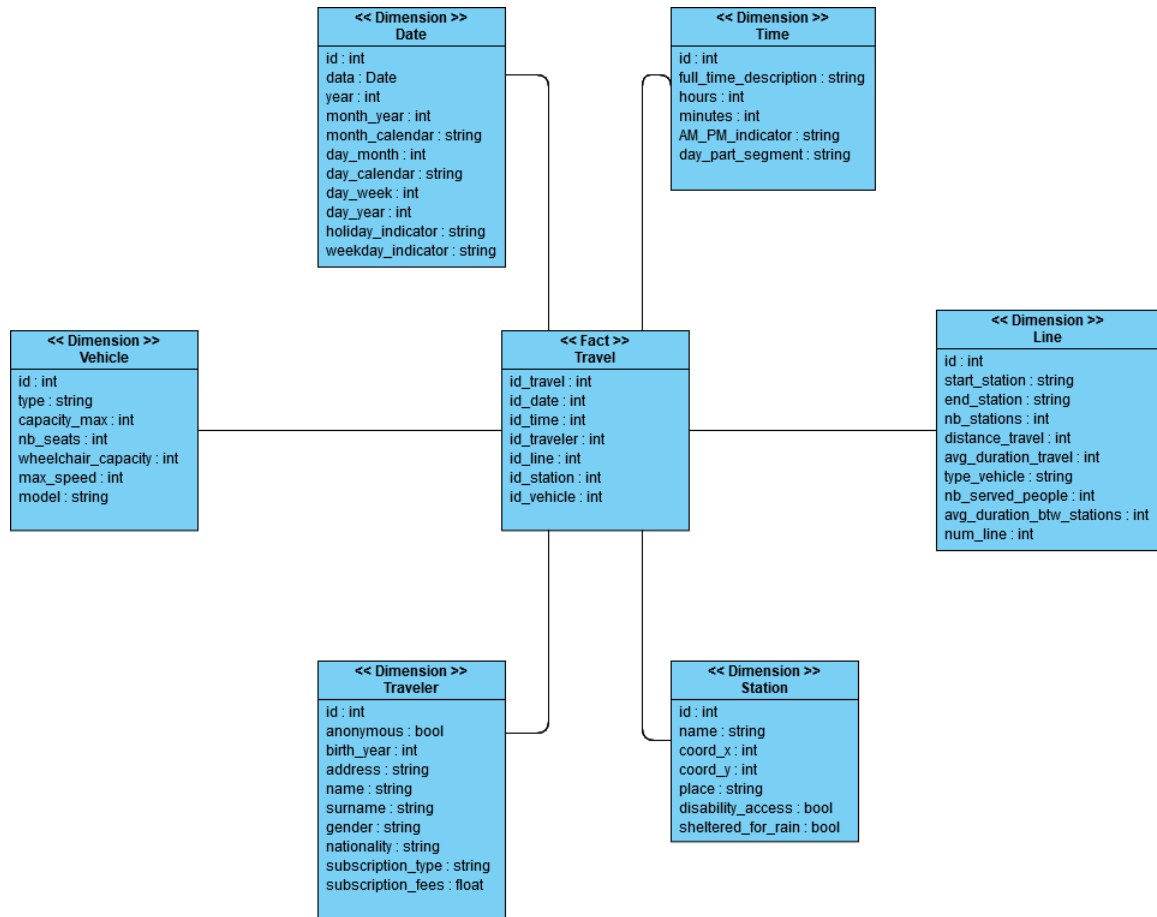 << Dimension >>
Date
id : int
data : Date
year : int
month_year : int
month_calendar : string
day_month : int
day_calendar : string
day_week : int
day_year : int
holiday_indicator : string
weekday_indicator : string
<< Dimension >>
Time
id : int
full_time_description : string
hours : int
minutes : int
AM_PM_indicator : string
day_part_segment : string
<< Dimension >>
Vehicle
id : int
type : string
capacity_max : int
nb_seats : int
wheelchair_capacity : int
max_speed : int
model : string
<< Fact >>
Travel
id_travel : int
id_date : int
id_time : int
id_traveler : int
id_line : int
id_station : int
id_vehicle : int
<< Dimension >>
Line
id : int
start_station : string
end_station : string
nb_stations : int
distance_travel : int
avg_duration_travel : int
type_vehicle : string
nb_served_people : int
avg_duration_btw_stations : int
num_line : int
<< Dimension >>
Traveler
id : int
anonymous : bool
birth_year : int
address : string
name : string
surname : string
gender : string
nationality : string
subscription_type : string
subscription_fees : float
<< Dimension >>
Station
id : int
name : string
coord_x : int
coord_y : int
place : string
disability_access : bool
sheltered_for_rain : bool